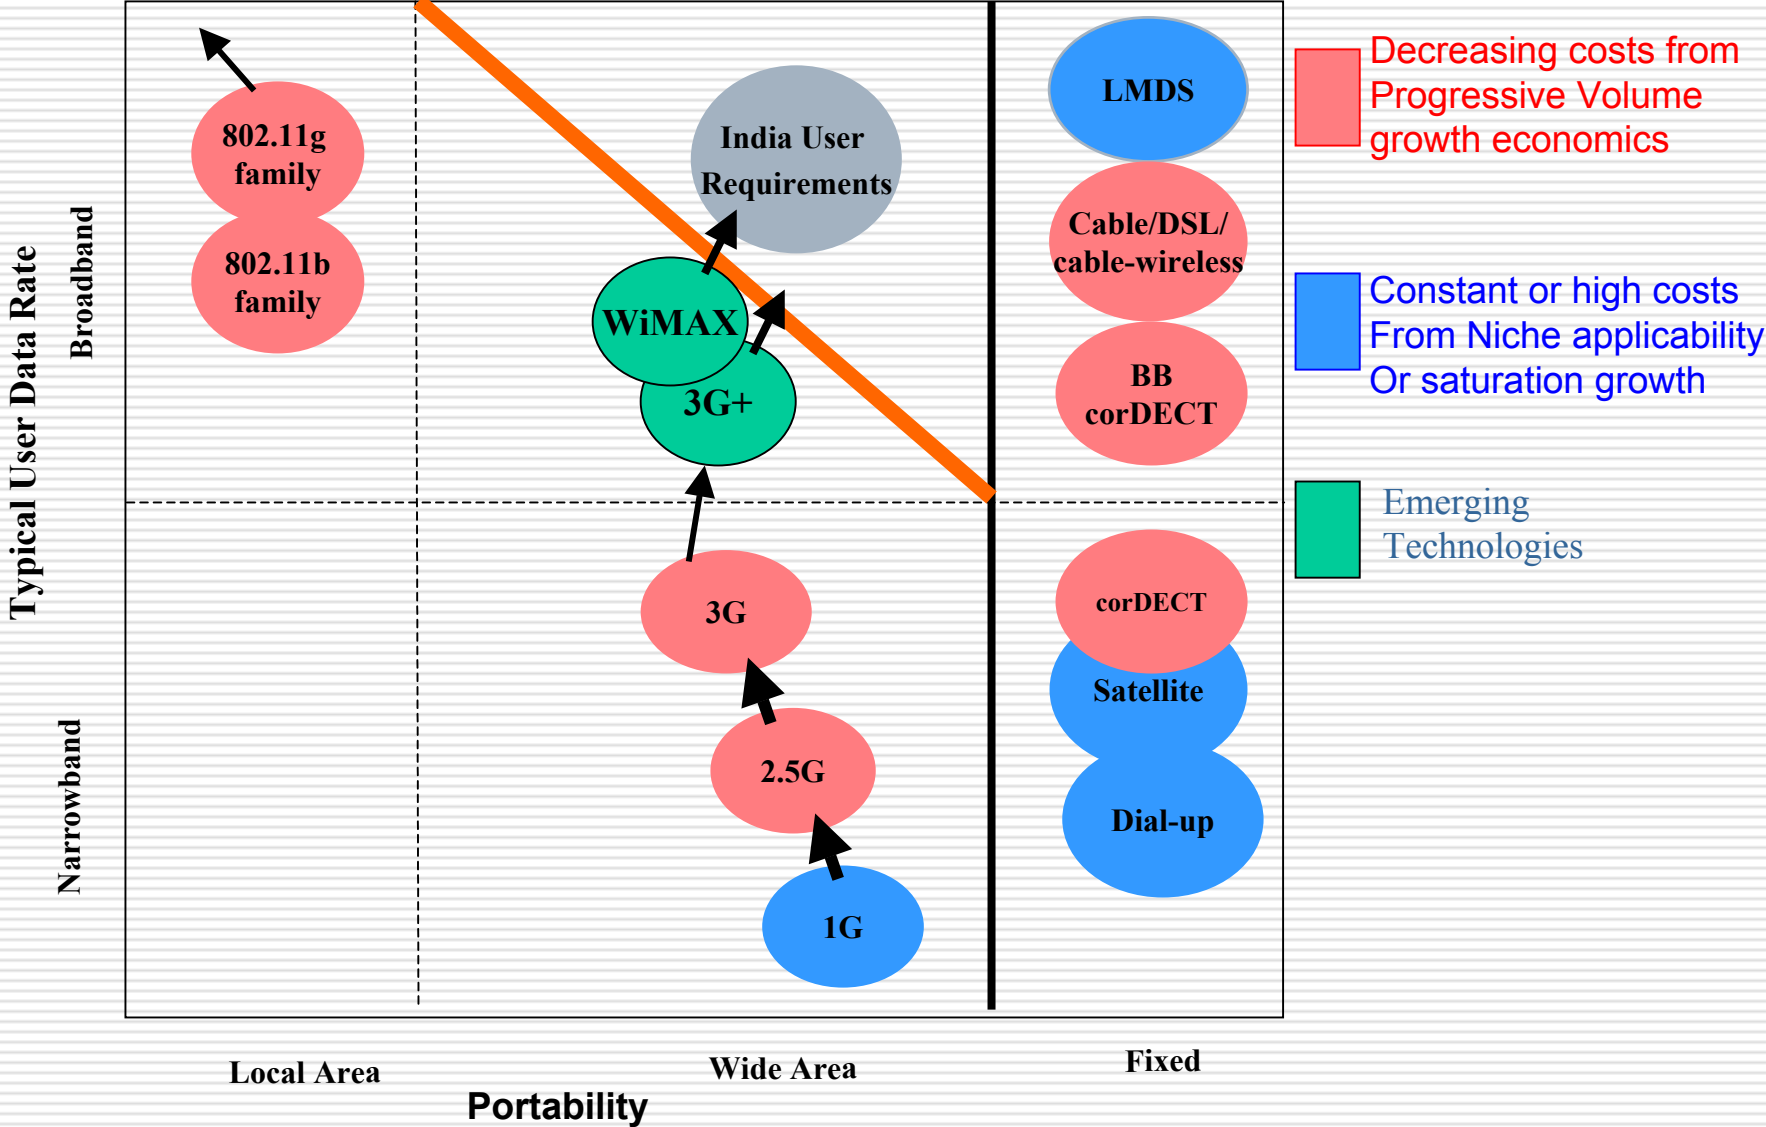 Typical User Data Rate
Broadband
Narrowband
802.11g
family
802.11b
family
India User
Requirements
WiMAX
3G+
3G
2.5G
1G
LMDS
Cable/DSL/
cable-wireless
BB
corDECT
corDECT
Satellite
Dial-up
Decreasing costs from
Progressive Volume
growth economics
Constant or high costs
From Niche applicability
Or saturation growth
Emerging
Technologies
Local Area
Wide Area
Fixed
Portability